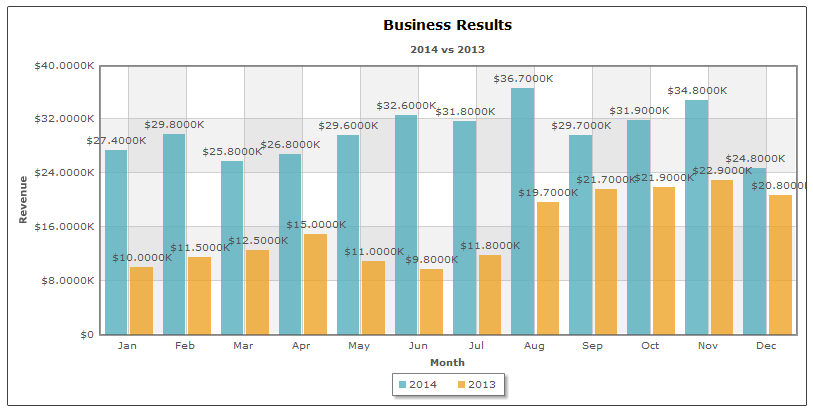 Business Results
2014 vs 2013
$40.0000K
$32.0000K
$24.0000K
$16.0000K
$8.0000K
$0
Revenue
$27.4000K
$29.8000K
$25.8000K
$26.8000K
$29.6000K
$32.6000K
$31.8000K
$36.7000K
$29.7000K
$31.9000K
$34.8000K
$24.8000K
$10.0000K
$11.5000K
$12.5000K
$15.0000K
$11.0000K
$9.8000K
$11.8000K
$19.7000K
$21.7000K
$21.9000K
$22.9000K
$20.8000K
Jan Feb Mar Apr May Jun Jul Aug Sep Oct Nov Dec
Month
2014 2013